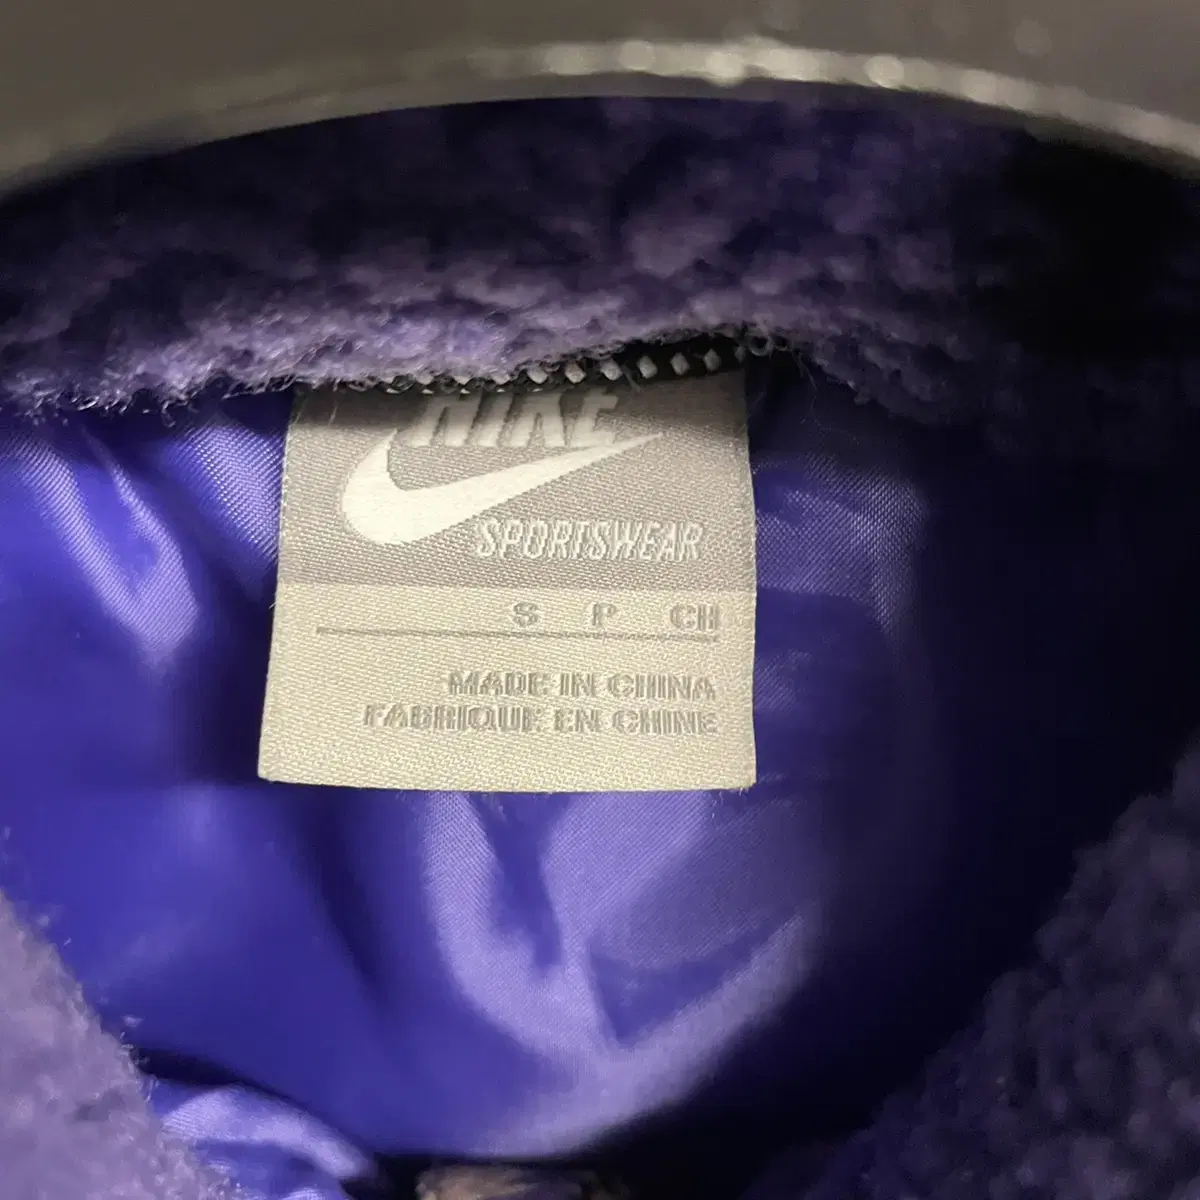 NIKE
SPORTSWEAR
S P CH
MADE IN CHINA
FABRIQUE EN CHINE